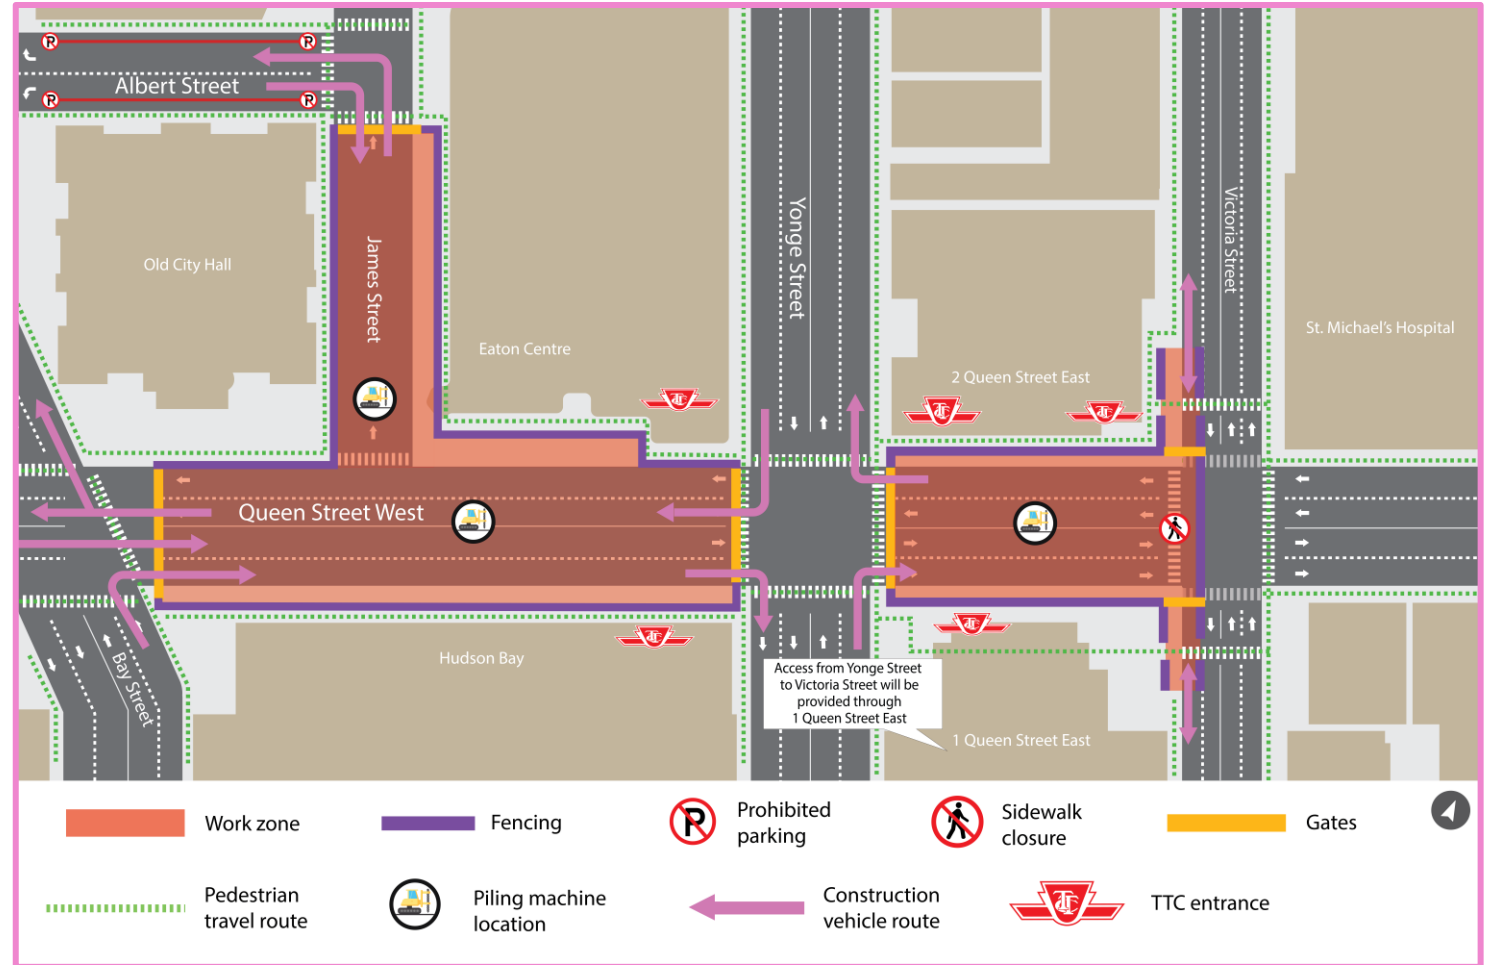 Albert Street
Old City Hall
James Street
Eaton Centre
Yonge Street
Victoria Street
2 Queen Street East
St. Michael's Hospital
Queen Street West
Bay Street
Hudson Bay
Access from Yonge Street
to Victoria Street will be
provided through
1 Queen Street East
1 Queen Street East
Work zone
Fencing
Prohibited
parking
Sidewalk
closure
Gates
Pedestrian
travel route
Piling machine
location
Construction
vehicle route
TTC entrance